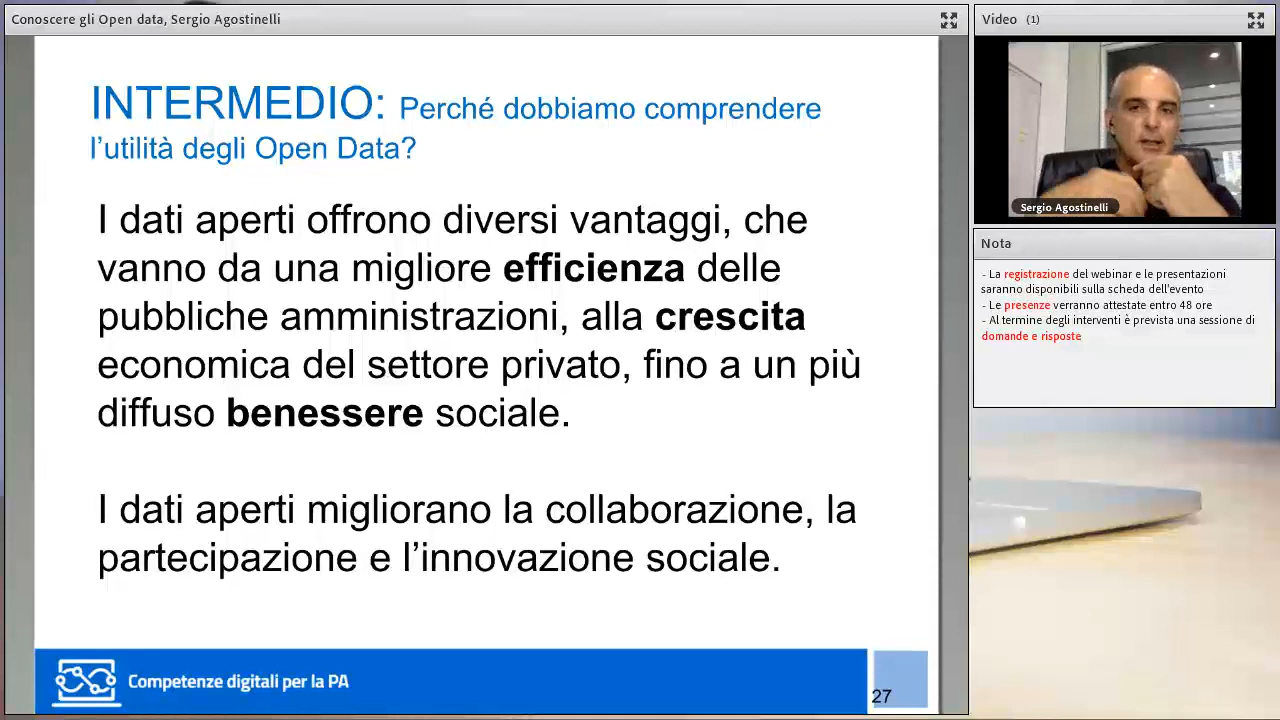 Conoscere gli Open data, Sergio Agostinelli
INTERMEDIO: Perché dobbiamo comprendere
l’utilità degli Open Data?
I dati aperti offrono diversi vantaggi, che
vanno da una migliore efficienza delle
pubbliche amministrazioni, alla crescita
economica del settore privato, fino a un più
diffuso benessere sociale.
I dati aperti migliorano la collaborazione, la
partecipazione e l’innovazione sociale.
Competenze digitali per la PA
27
Video (1)
Sergio Agostinelli
Nota
- La registrazione del webinar e le presentazioni
saranno disponibili sulla scheda dell'evento
- Le presenze verranno attestate entro 48 ore
- Al termine degli interventi è prevista una sessione di
domande e risposte